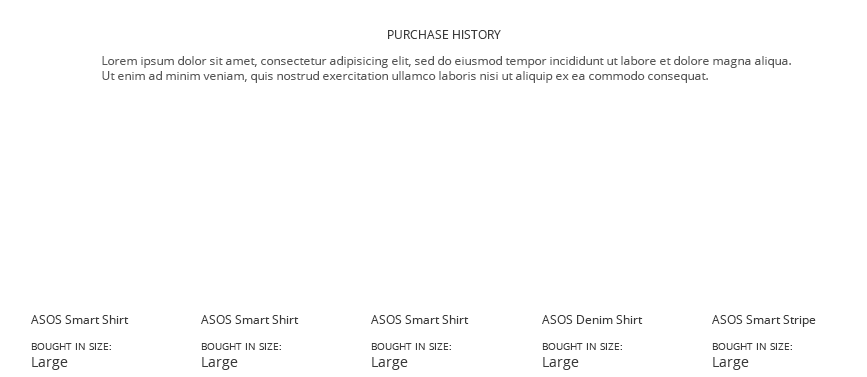 PURCHASE HISTORY
Lorem ipsum dolor sit amet, consectetur adipisicing elit, sed do eiusmod tempor incididunt ut labore et dolore magna aliqua.
Ut enim ad minim veniam, quis nostrud exercitation ullamco laboris nisi ut aliquip ex ea commodo consequat.
ASOS Smart Shirt
BOUGHT IN SIZE:
Large
ASOS Smart Shirt
BOUGHT IN SIZE:
Large
ASOS Smart Shirt
BOUGHT IN SIZE:
Large
ASOS Denim Shirt
BOUGHT IN SIZE:
Large
ASOS Smart Stripe
BOUGHT IN SIZE:
Large